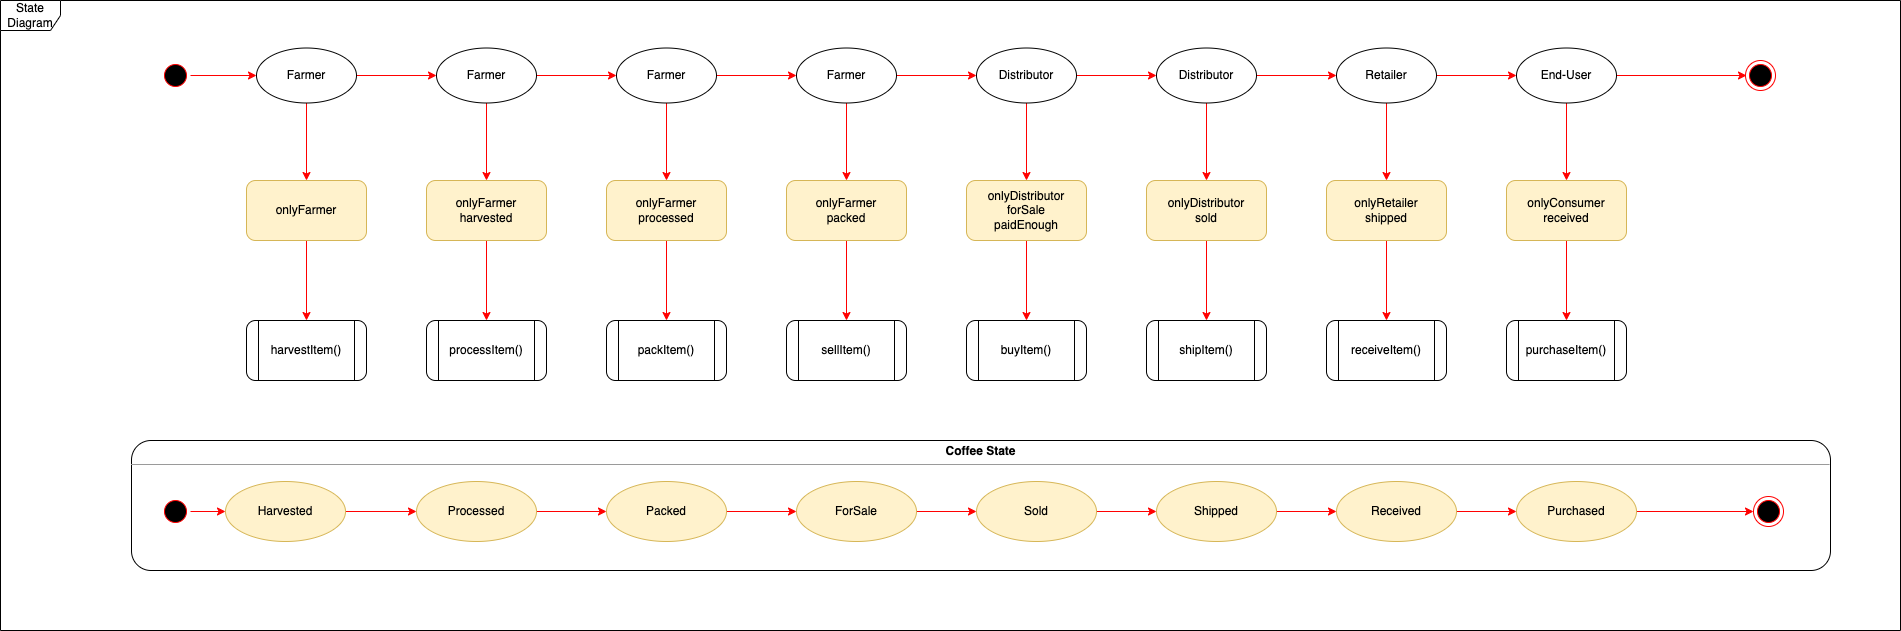 State
Diagram
Farmer
Farmer
Farmer
Farmer
Distributor
Distributor
Retailer
End-User
onlyFarmer
onlyFarmer
harvested
onlyFarmer
processed
onlyFarmer
packed
onlyDistributor
forSale
paidEnough
onlyDistributor
sold
onlyRetailer
shipped
onlyConsumer
received
harvestItem()
processItem()
packItem()
sellItem()
buyItem()
shipItem()
receiveItem()
purchaseItem()
Coffee State
Harvested
Processed
Packed
ForSale
Sold
Shipped
Received
Purchased